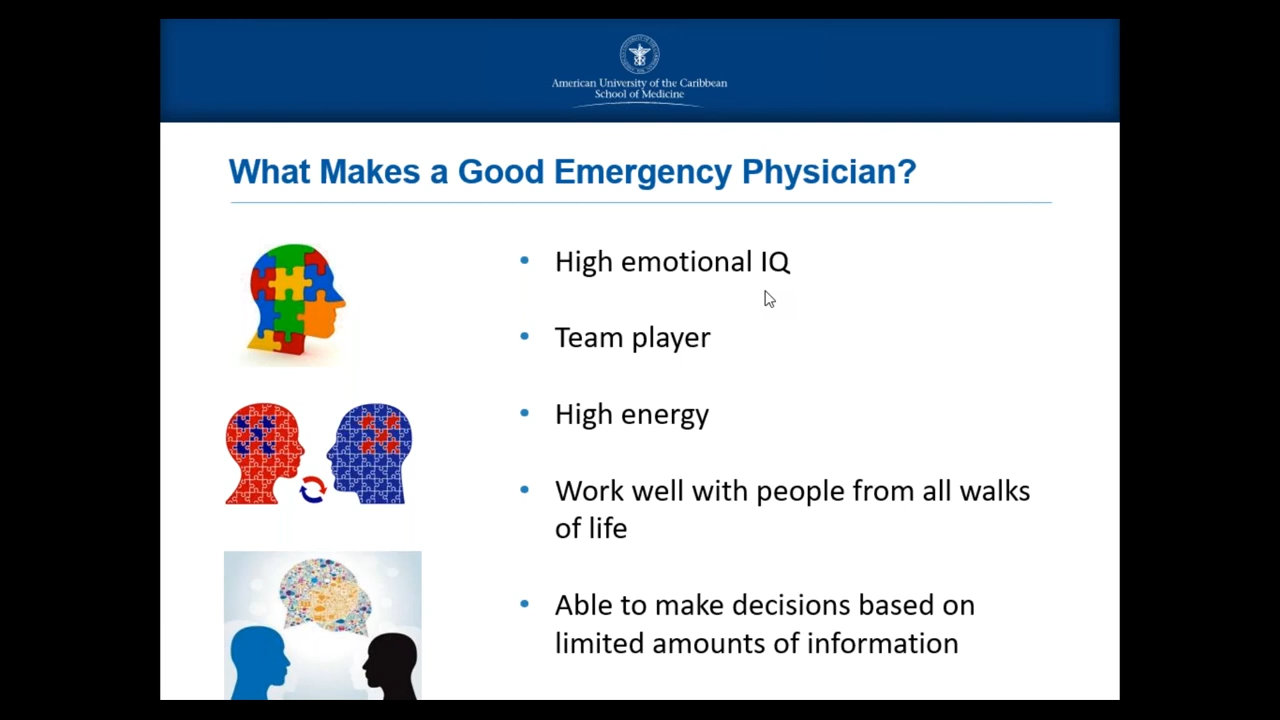 American University of the Caribbean
School of Medicine
What Makes a Good Emergency Physician?
• High emotional IQ
• Team player
• High energy
• Work well with people from all walks
of life
• Able to make decisions based on
limited amounts of information